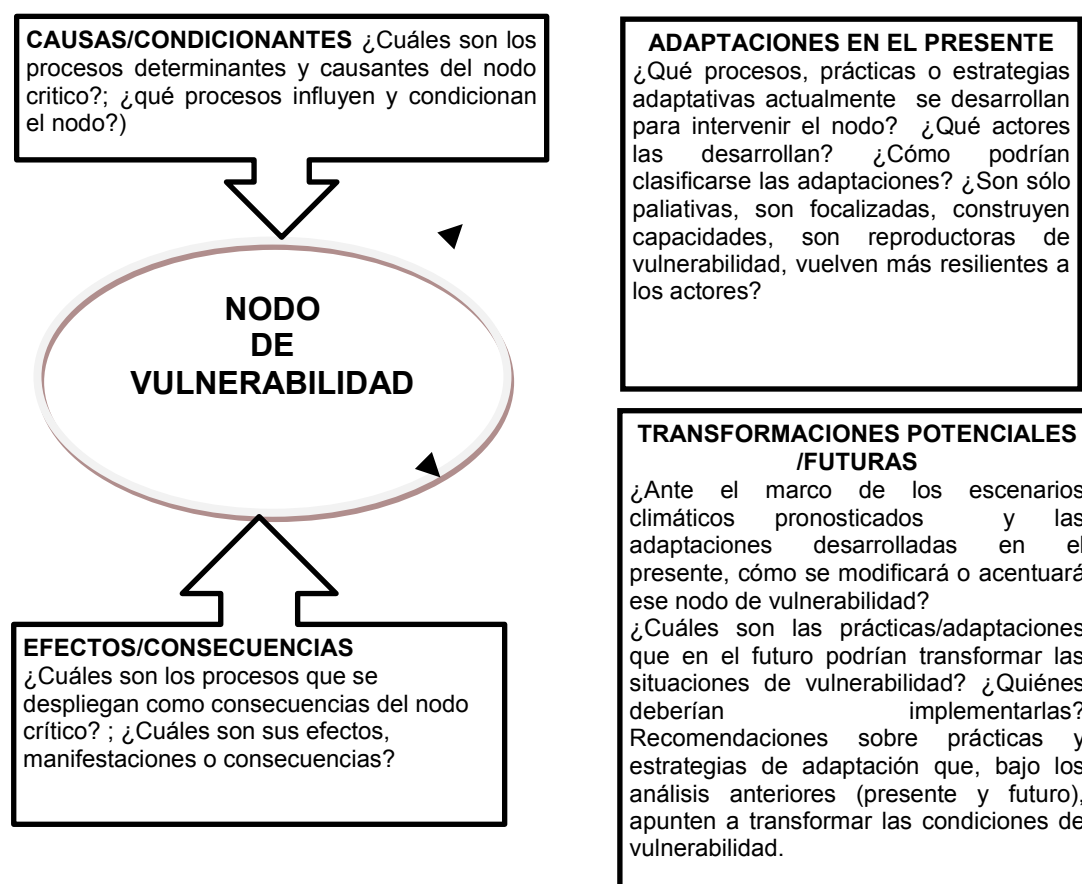 CAUSAS/CONDICIONANTES ¿Cuáles son los
procesos determinantes y causantes del nodo
critico?; ¿qué procesos influyen y condicionan
el nodo?)
NODO
DE
VULNERABILIDAD
EFECTOS/CONSECUENCIAS
¿Cuáles son los procesos que se
despliegan como consecuencias del nodo
crítico? ; ¿Cuáles son sus efectos,
manifestaciones o consecuencias?
ADAPTACIONES EN EL PRESENTE
¿Qué procesos, prácticas o estrategias
adaptativas actualmente se desarrollan
para intervenir el nodo? ¿Qué actores
las desarrollan? ¿Cómo podrían
clasificarse las adaptaciones? ¿Son sólo
paliativas, son focalizadas, construyen
capacidades, son reproductoras de
vulnerabilidad, vuelven más resilientes a
los actores?
TRANSFORMACIONES POTENCIALES
/FUTURAS
¿Ante el marco de los escenarios
climáticos pronosticados y las
adaptaciones desarrolladas en el
presente, cómo se modificará o acentuará
ese nodo de vulnerabilidad?
¿Cuáles son las prácticas/adaptaciones
que en el futuro podrían transformar las
situaciones de vulnerabilidad? ¿Quiénes
deberían implementarlas?
Recomendaciones sobre prácticas y
estrategias de adaptación que, bajo los
análisis anteriores (presente y futuro),
apunten a transformar las condiciones de
vulnerabilidad.